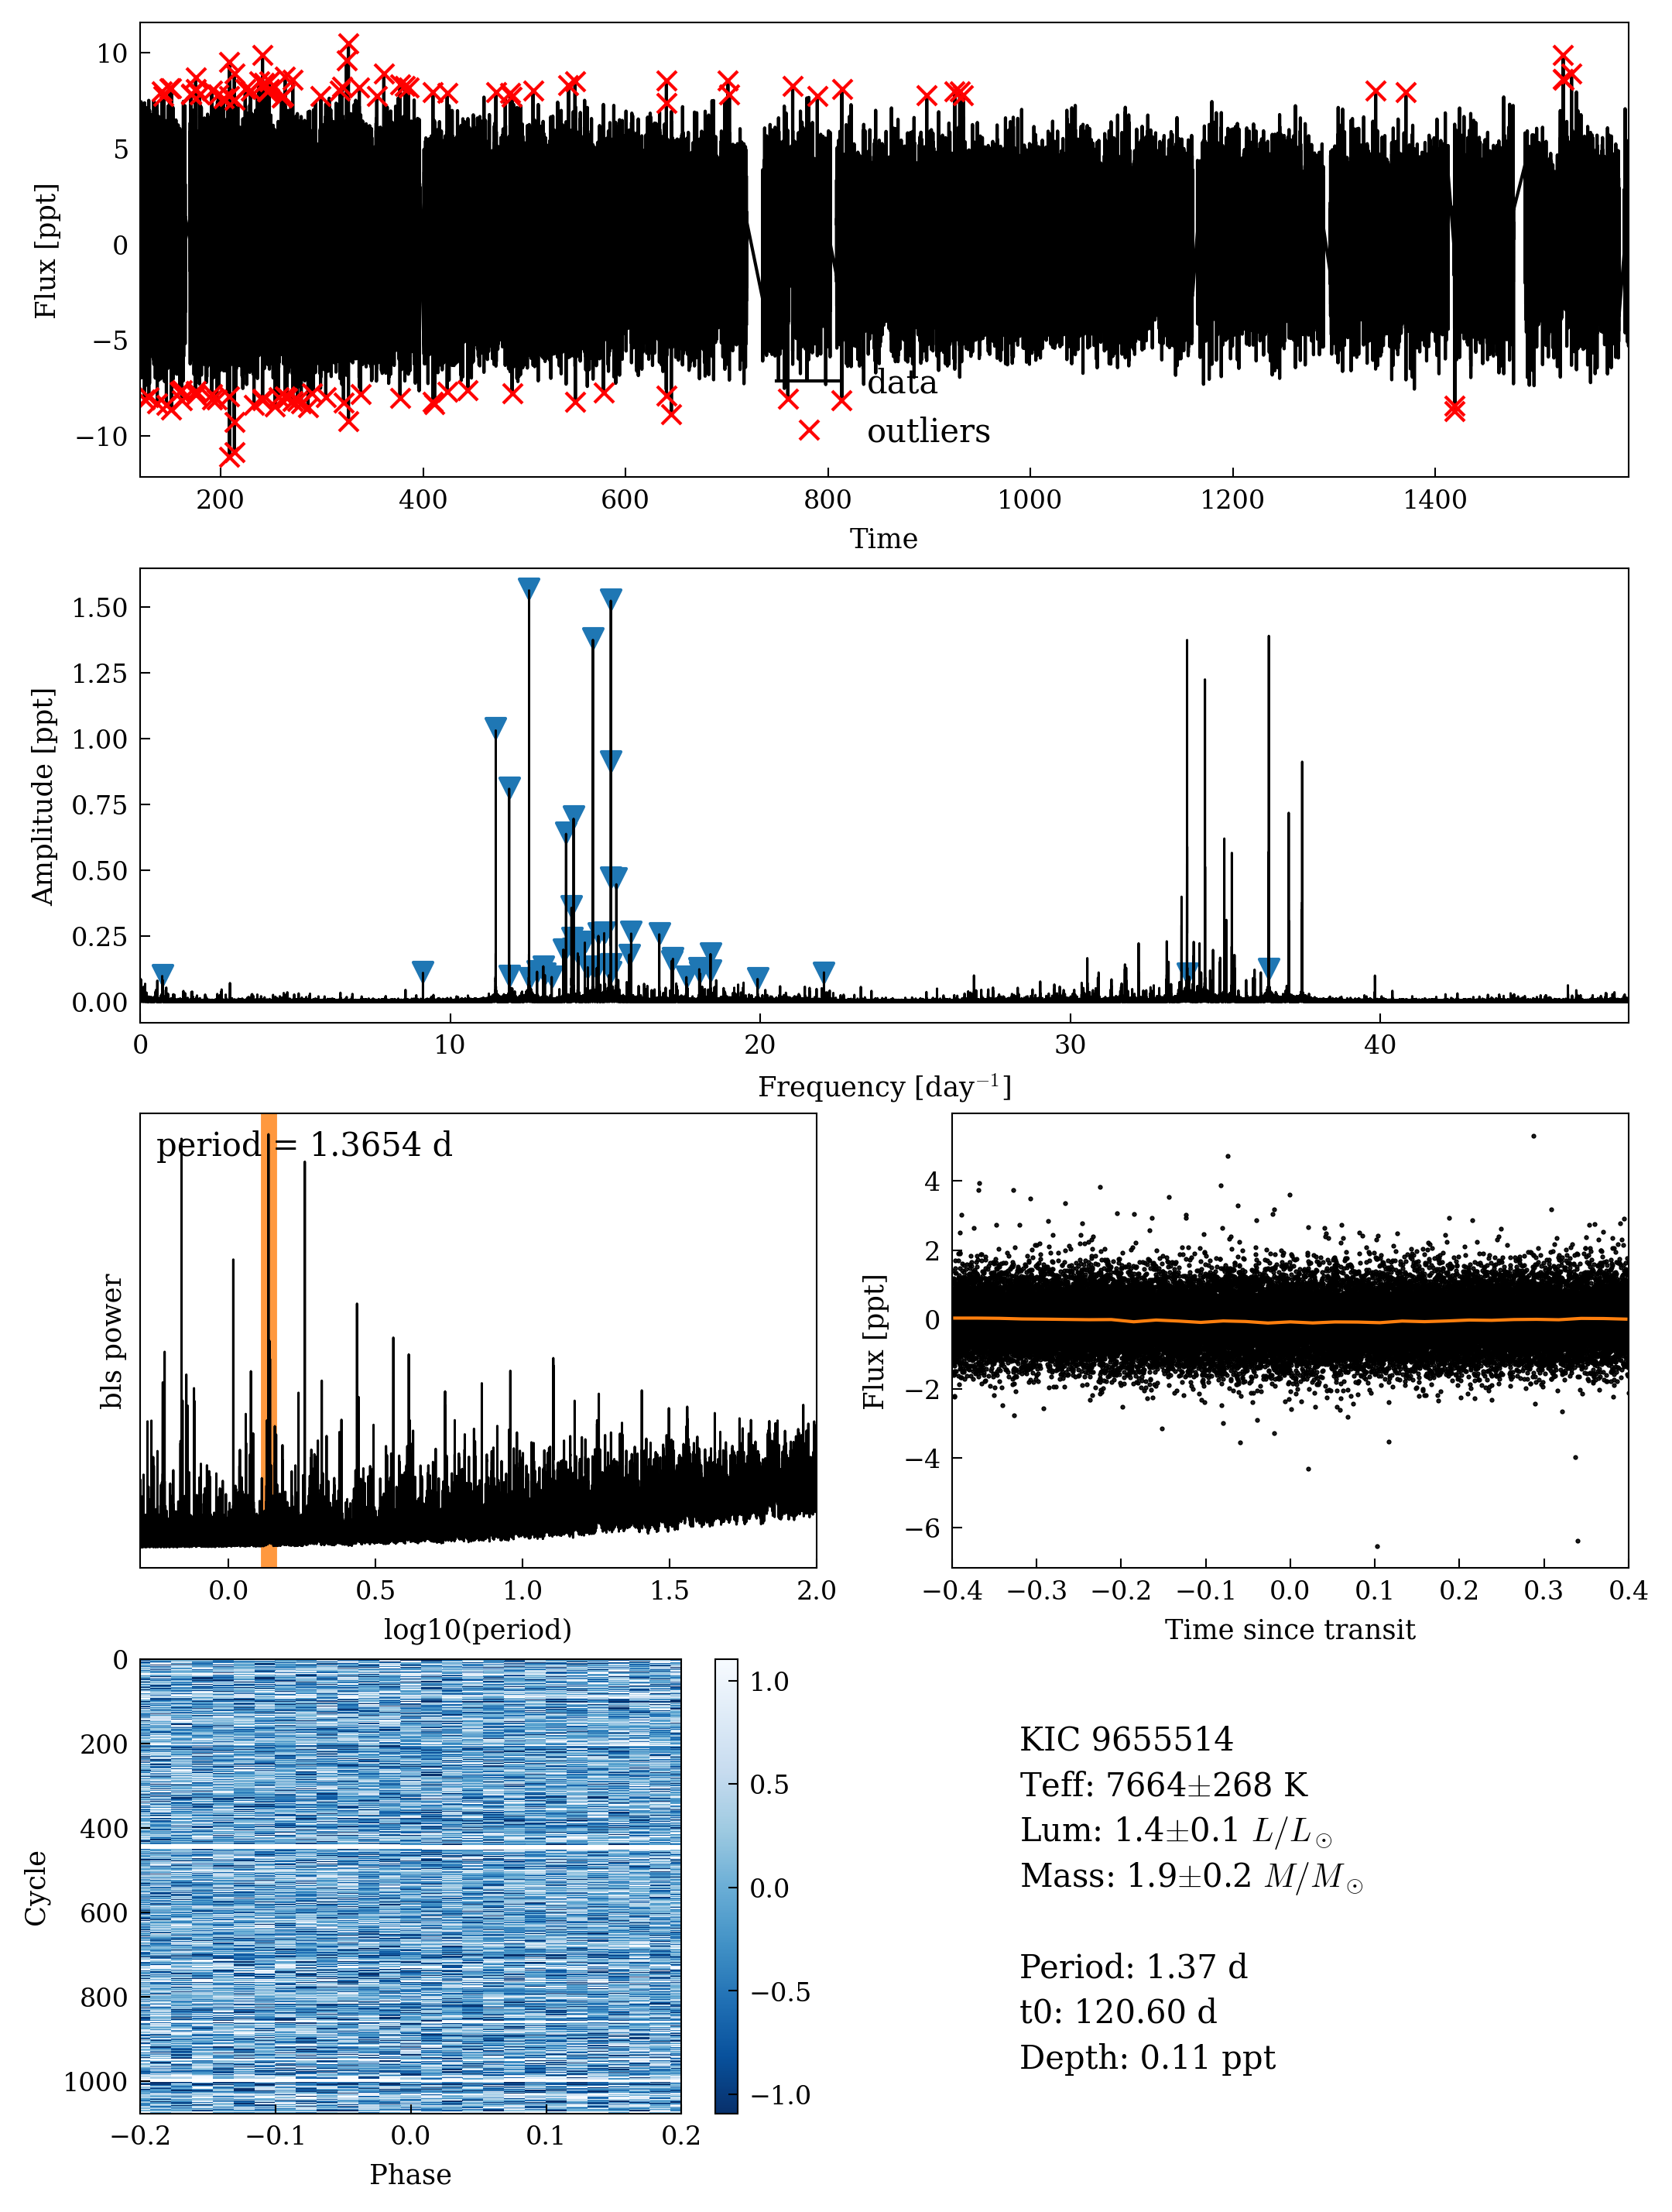 10
5
0
−5
−10
Flux [ppt]
data
outliers
200 400 600 800 1000 1200 1400
Time
1.50
1.25
1.00
0.75
0.50
0.25
0.00
Amplitude [ppt]
0 10 20 30 40
Frequency [day⁻¹]
period = 1.3654 d
bls power
0.0 0.5 1.0 1.5 2.0
log10(period)
4
2
0
−2
−4
−6
Flux [ppt]
−0.4 −0.3 −0.2 −0.1 0.0 0.1 0.2 0.3 0.4
Time since transit
0
200
400
600
800
1000
Cycle
−0.2 −0.1 0.0 0.1 0.2
Phase
1.0
0.5
0.0
−0.5
−1.0
KIC 9655514
Teff: 7664±268 K
Lum: 1.4±0.1 L/L☉
Mass: 1.9±0.2 M/M☉
Period: 1.37 d
t0: 120.60 d
Depth: 0.11 ppt